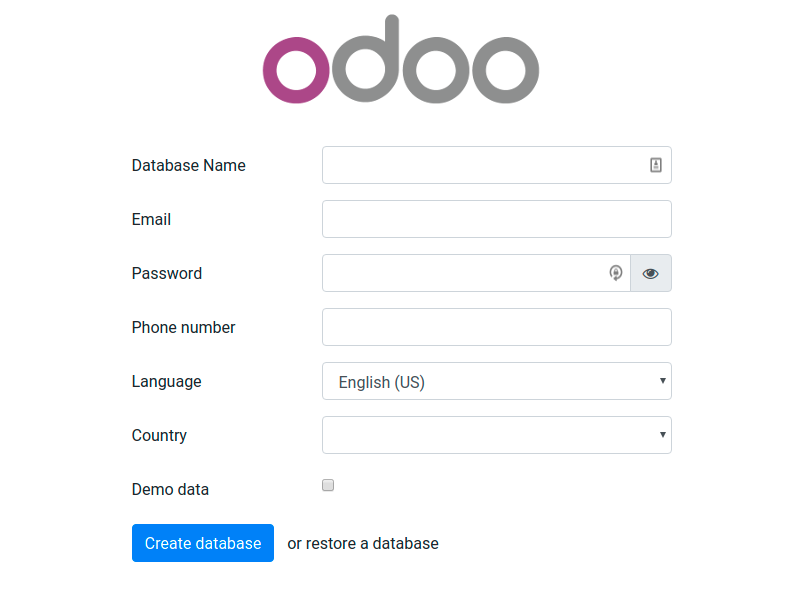 odoo
Database Name
Email
Password
Phone number
Language English (US)
Country
Demo data
Create database or restore a database